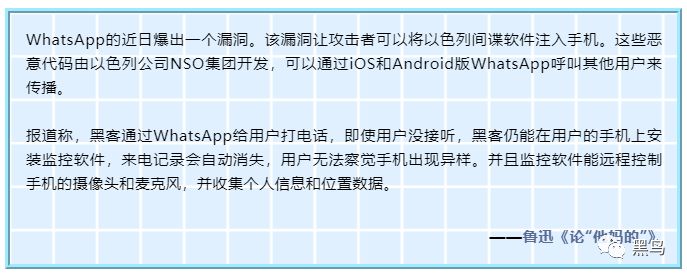 WhatsApp的近日爆出一个漏洞。该漏洞让攻击者可以将以色列间谍软件注入手机。这些恶
意代码由以色列公司NSO集团开发，可以通过iOS和Android版WhatsApp呼叫其他用户来
传播。
报道称，黑客通过WhatsApp给用户打电话，即使用户没接听，黑客仍能在用户的手机上安
装监控软件，来电记录会自动消失，用户无法察觉手机出现异样。并且监控软件能远程控制
手机的摄像头和麦克风，并收集个人信息和位置数据。
——鲁迅《论“他妈的”》
黑鸟